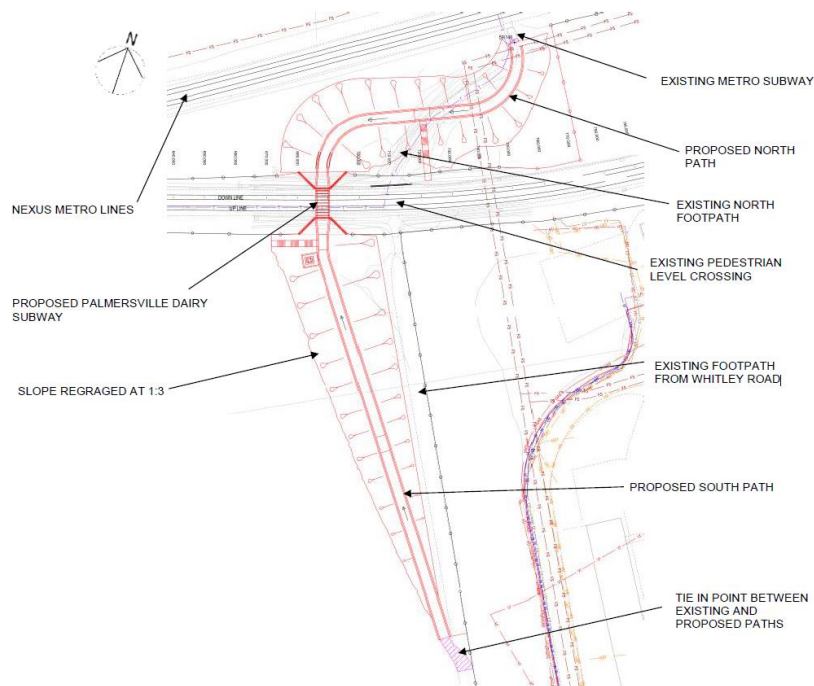 N
EXISTING METRO SUBWAY
PROPOSED NORTH
PATH
NEXUS METRO LINES
EXISTING NORTH
FOOTPATH
DOWN LINE
UP LINE
EXISTING PEDESTRIAN
LEVEL CROSSING
PROPOSED PALMERSVILLE DAIRY
SUBWAY
EXISTING FOOTPATH
FROM WHITLEY ROAD
SLOPE REGRAGED AT 1:3
PROPOSED SOUTH PATH
TIE IN POINT BETWEEN
EXISTING AND
PROPOSED PATHS